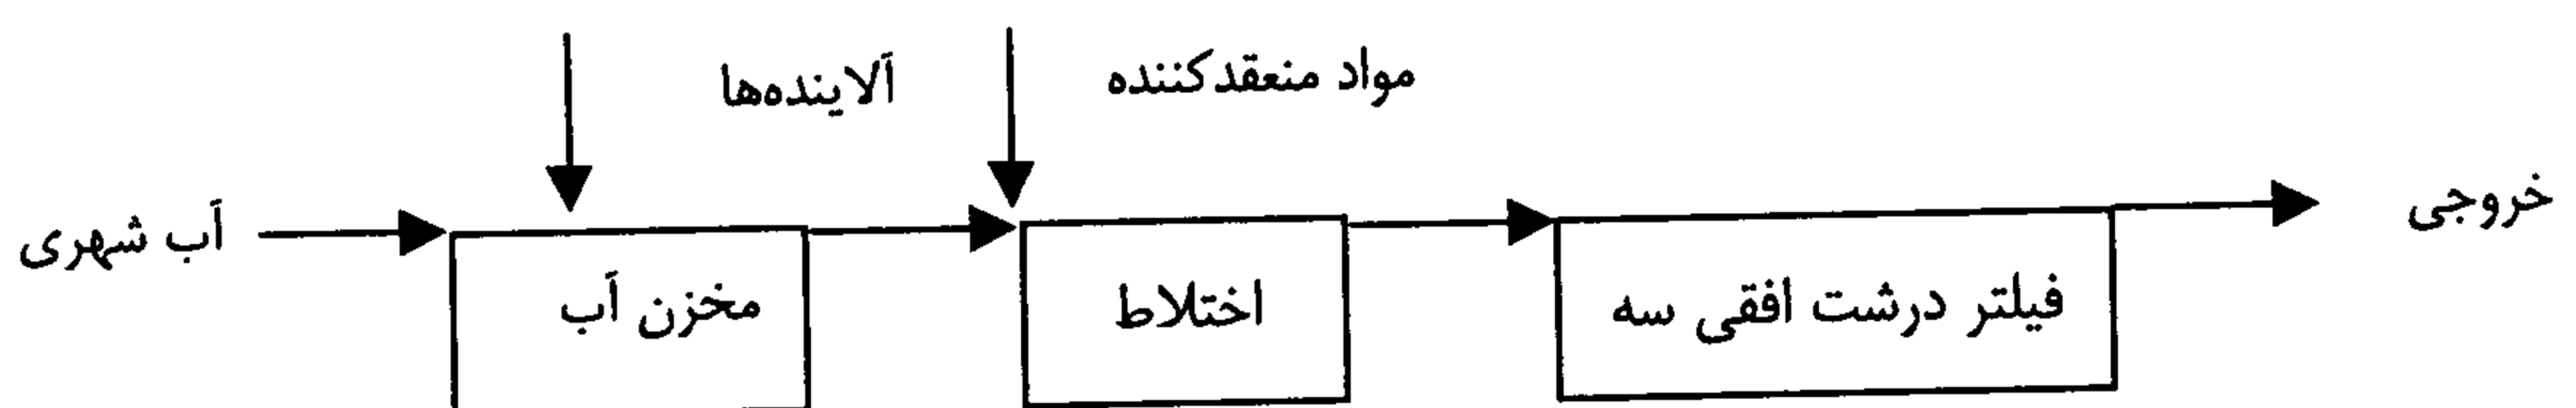 آلاینده‌ها
مواد منعقدکننده
آب شهری
مخزن آب
اختلاط
فیلتر درشت افقی سه
خروجی